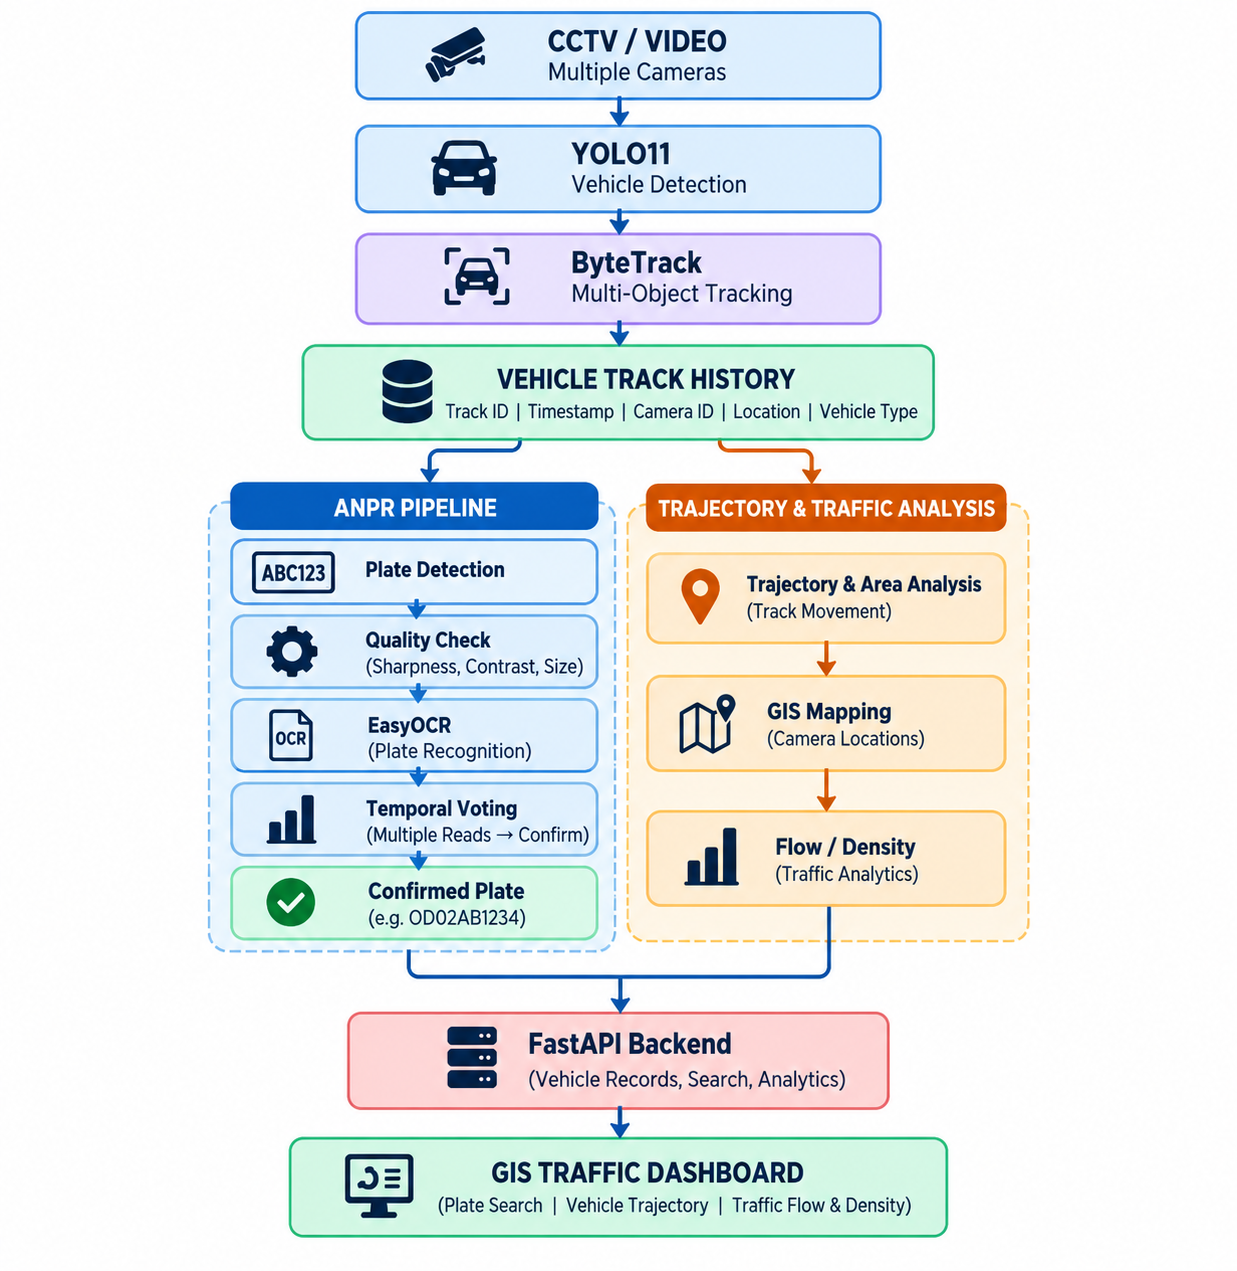 CCTV / VIDEO
Multiple Cameras
YOLO11
Vehicle Detection
ByteTrack
Multi-Object Tracking
VEHICLE TRACK HISTORY
Track ID | Timestamp | Camera ID | Location | Vehicle Type
ANPR PIPELINE
ABC123
Plate Detection
Quality Check
(Sharpness, Contrast, Size)
OCR
EasyOCR
(Plate Recognition)
Temporal Voting
(Multiple Reads → Confirm)
Confirmed Plate
(e.g. OD02AB1234)
TRAJECTORY & TRAFFIC ANALYSIS
Trajectory & Area Analysis
(Track Movement)
GIS Mapping
(Camera Locations)
Flow / Density
(Traffic Analytics)
FastAPI Backend
(Vehicle Records, Search, Analytics)
GIS TRAFFIC DASHBOARD
(Plate Search | Vehicle Trajectory | Traffic Flow & Density)